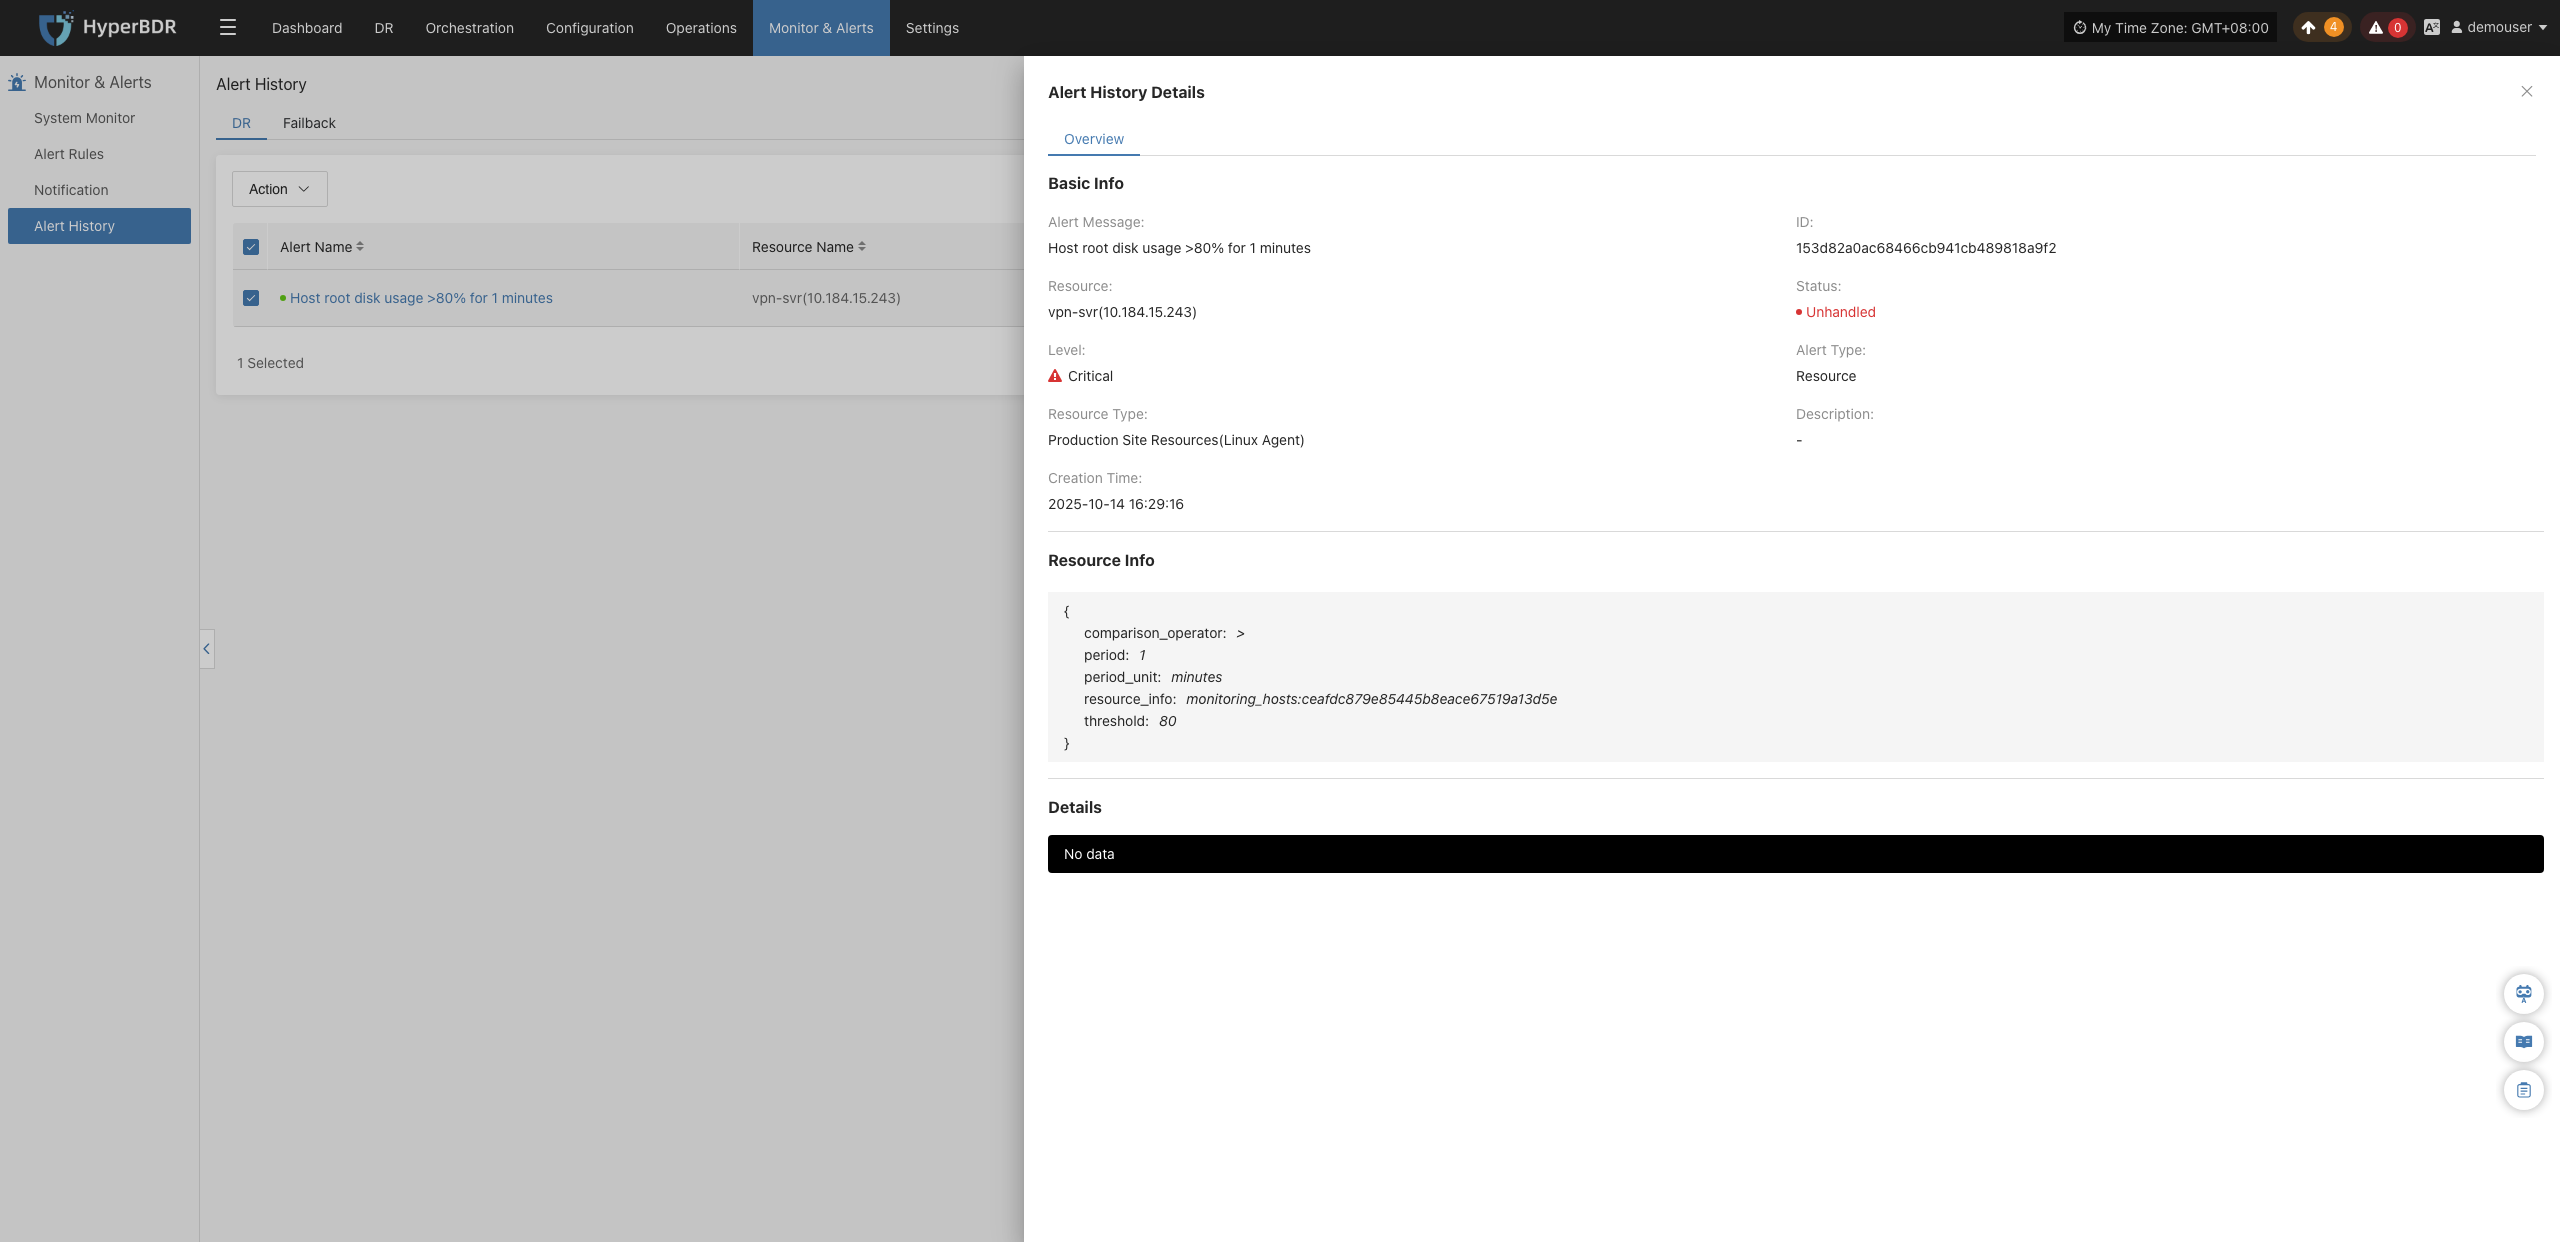 HyperBDR
Dashboard
DR
Orchestration
Configuration
Operations
Monitor & Alerts
Settings
My Time Zone: GMT+08:00
4
0
demouser
Monitor & Alerts
System Monitor
Alert Rules
Notification
Alert History
Alert History
DR
Failback
Action
Alert Name
Resource Name
Host root disk usage >80% for 1 minutes
vpn-svr(10.184.15.243)
1 Selected
Alert History Details
Overview
Basic Info
Alert Message:
Host root disk usage >80% for 1 minutes
ID:
153d82a0ac68466cb941cb489818a9f2
Resource:
vpn-svr(10.184.15.243)
Status:
Unhandled
Level:
Critical
Alert Type:
Resource
Resource Type:
Production Site Resources(Linux Agent)
Description:
-
Creation Time:
2025-10-14 16:29:16
Resource Info
{
comparison_operator: >
period: 1
period_unit: minutes
resource_info: monitoring_hosts:ceafdc879e85445b8eace67519a13d5e
threshold: 80
}
Details
No data